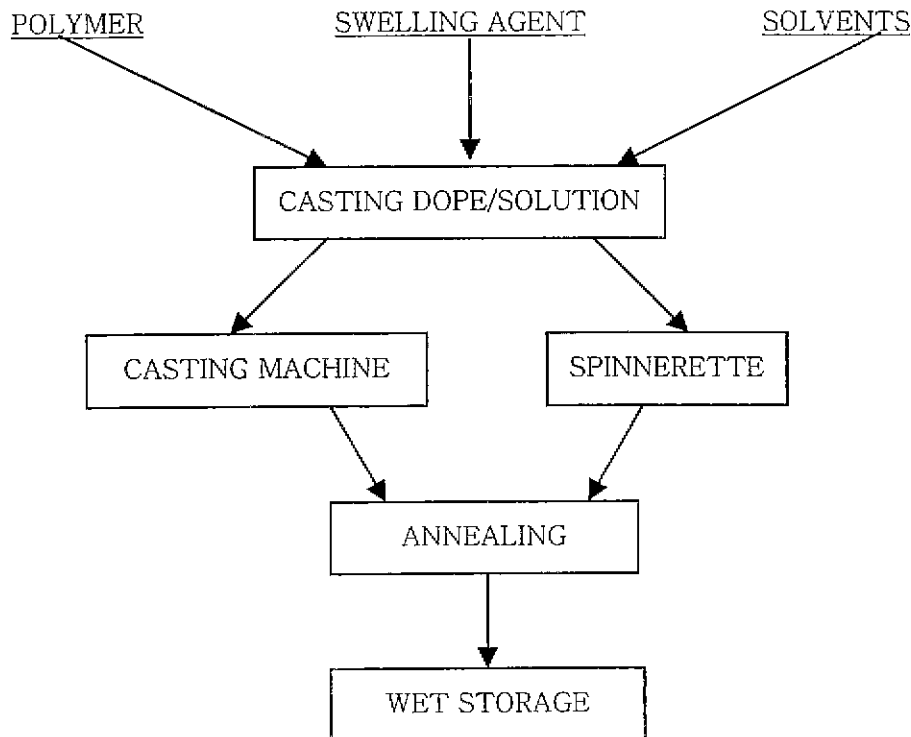 POLYMER
SWELLING AGENT
SOLVENTS
CASTING DOPE/SOLUTION
CASTING MACHINE
SPINNERETTE
ANNEALING
WET STORAGE